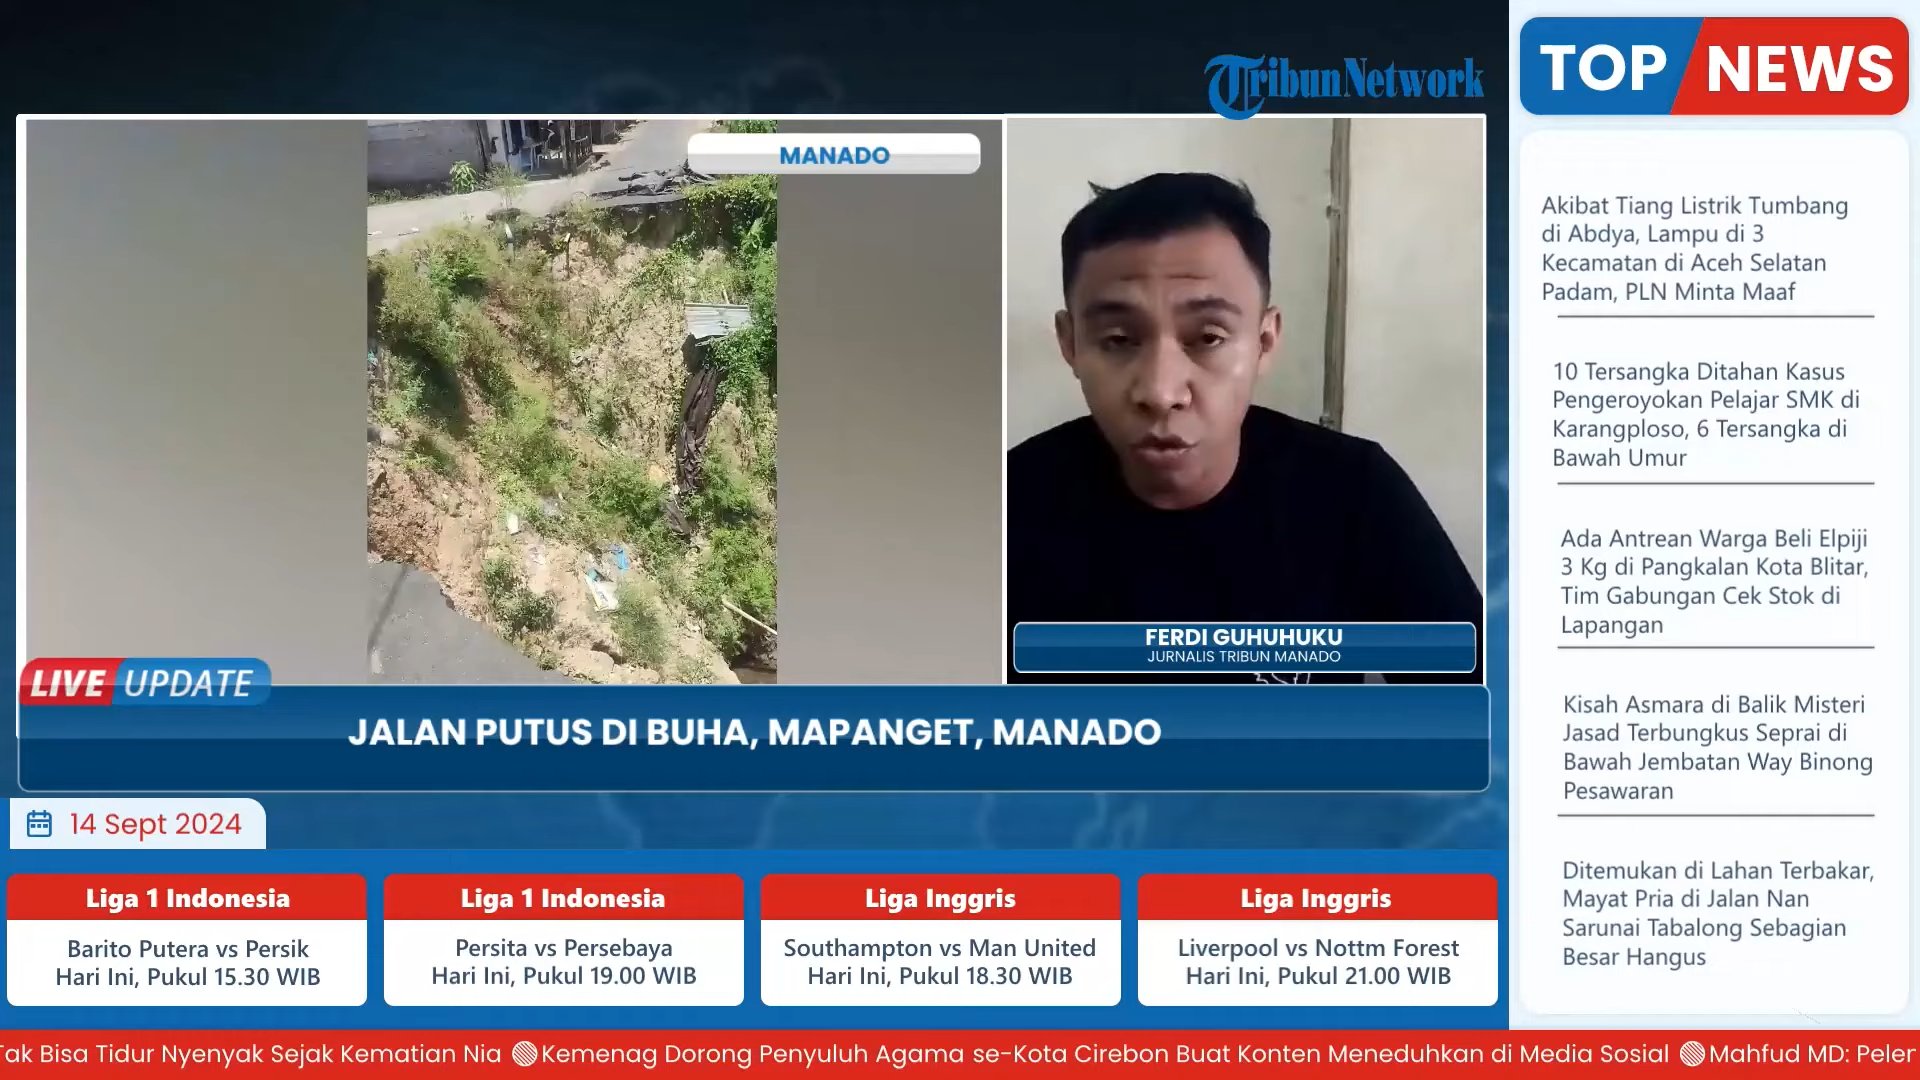 TribunNetwork
TOP NEWS
MANADO
FERDI GUHUHUKU
JURNALIS TRIBUN MANADO
LIVE UPDATE
JALAN PUTUS DI BUHA, MAPANGET, MANADO
14 Sept 2024
Liga 1 Indonesia
Barito Putera vs Persik
Hari Ini, Pukul 15.30 WIB
Liga 1 Indonesia
Persita vs Persebaya
Hari Ini, Pukul 19.00 WIB
Liga Inggris
Southampton vs Man United
Hari Ini, Pukul 18.30 WIB
Liga Inggris
Liverpool vs Nottm Forest
Hari Ini, Pukul 21.00 WIB
Akibat Tiang Listrik Tumbang
di Abdya, Lampu di 3
Kecamatan di Aceh Selatan
Padam, PLN Minta Maaf
10 Tersangka Ditahan Kasus
Pengeroyokan Pelajar SMK di
Karangploso, 6 Tersangka di
Bawah Umur
Ada Antrean Warga Beli Elpiji
3 Kg di Pangkalan Kota Blitar,
Tim Gabungan Cek Stok di
Lapangan
Kisah Asmara di Balik Misteri
Jasad Terbungkus Seprai di
Bawah Jembatan Way Binong
Pesawaran
Ditemukan di Lahan Terbakar,
Mayat Pria di Jalan Nan
Sarunai Tabalong Sebagian
Besar Hangus
Tak Bisa Tidur Nyenyak Sejak Kematian Nia Kemenag Dorong Penyuluh Agama se-Kota Cirebon Buat Konten Meneduhkan di Media Sosial Mahfud MD: Peler